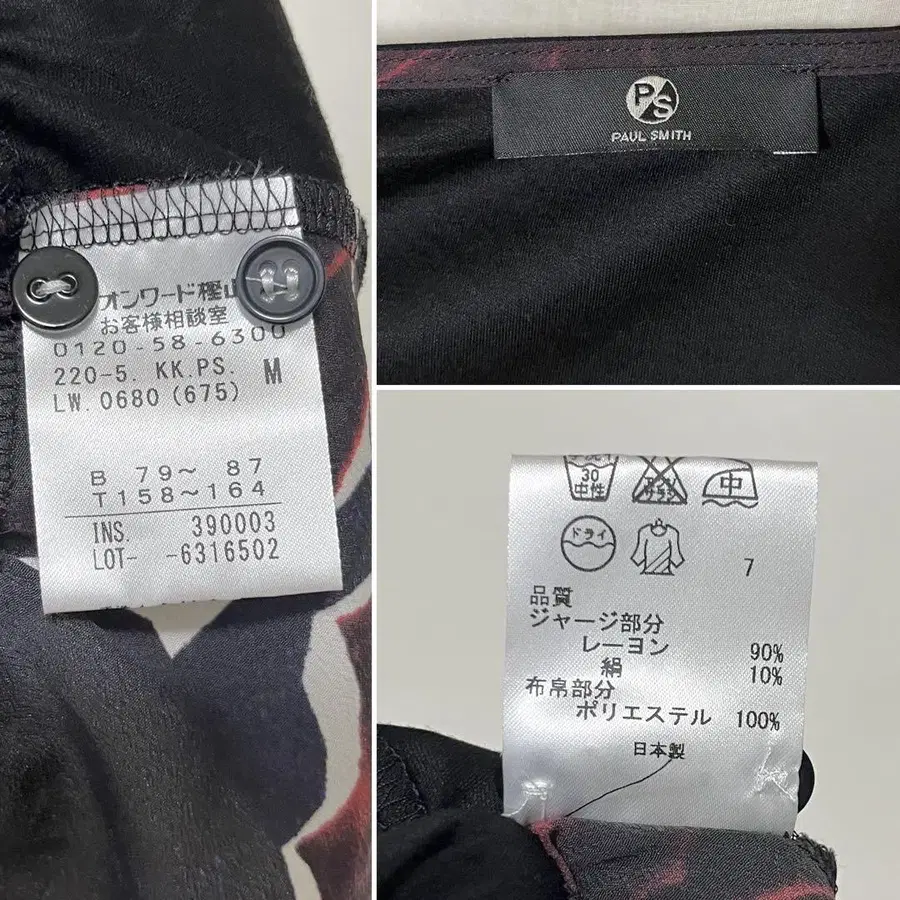 オンワード樫山
お客様相談室
0120-58-6300
220-5. KK.PS. M
LW.0680(675)
B 79～ 87
T158～164
INS. 390003
LOT- -6316502
PS
PAUL SMITH
30
中性
中
ドライ
7
品質
ジャージ部分
レーヨン 90%
絹 10%
布帛部分
ポリエステル 100%
日本製